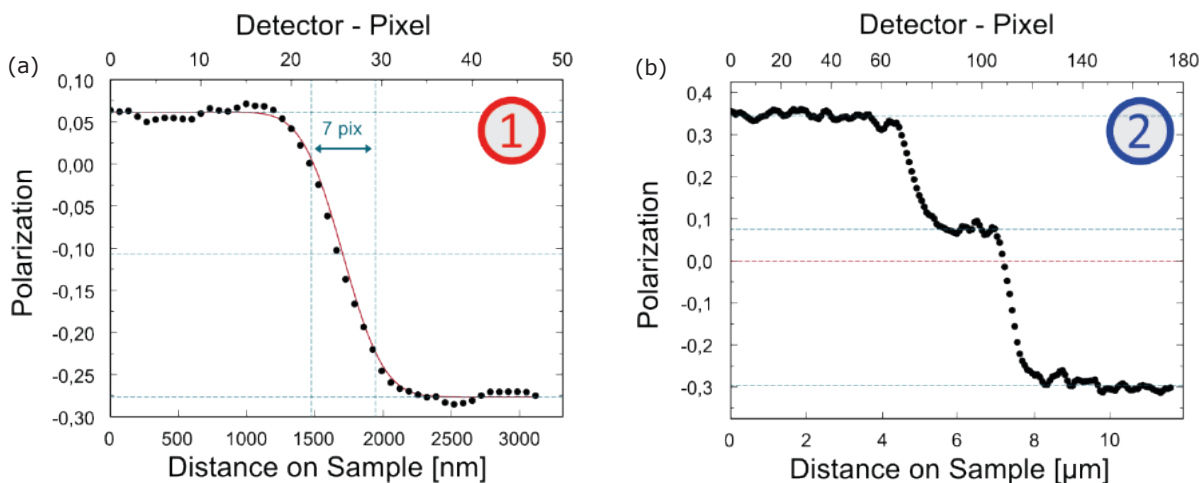 (a)
Detector - Pixel
0 10 20 30 40 50
0,10
0,05
0,00
-0,05
-0,10
-0,15
-0,20
-0,25
-0,30
Polarization
7 pix
1
0 500 1000 1500 2000 2500 3000
Distance on Sample [nm]
(b)
Detector - Pixel
0 20 40 60 80 100 120 140 160 180
0,4
0,3
0,2
0,1
0,0
-0,1
-0,2
-0,3
Polarization
2
0 2 4 6 8 10
Distance on Sample [µm]